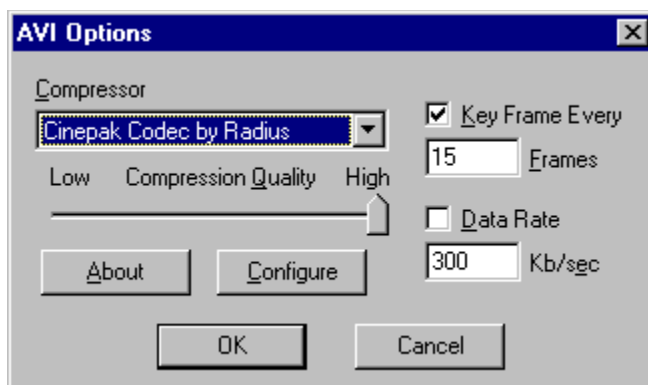 AVI Options
Compressor
Cinepak Codec by Radius
Low Compression Quality High
About Configure
Key Frame Every
15 Frames
Data Rate
300 Kb/sec
OK Cancel